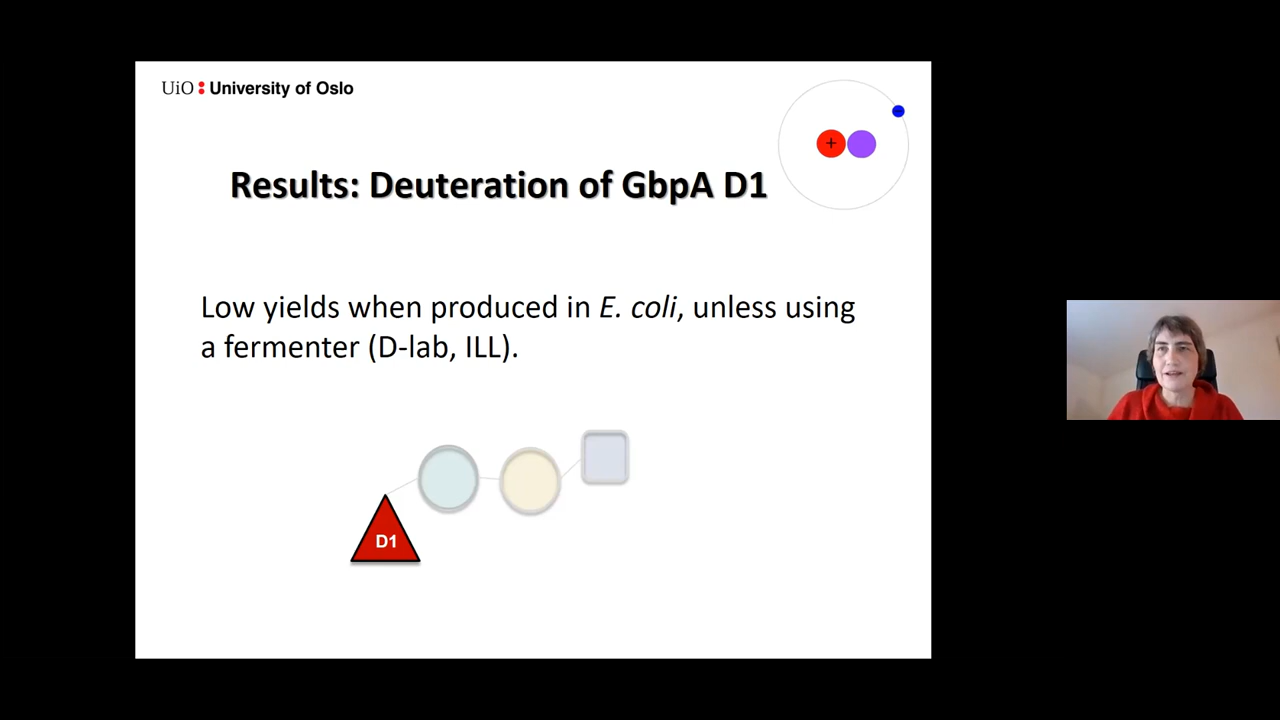 UiO : University of Oslo
+
Results: Deuteration of GbpA D1
Low yields when produced in E. coli, unless using
a fermenter (D-lab, ILL).
D1